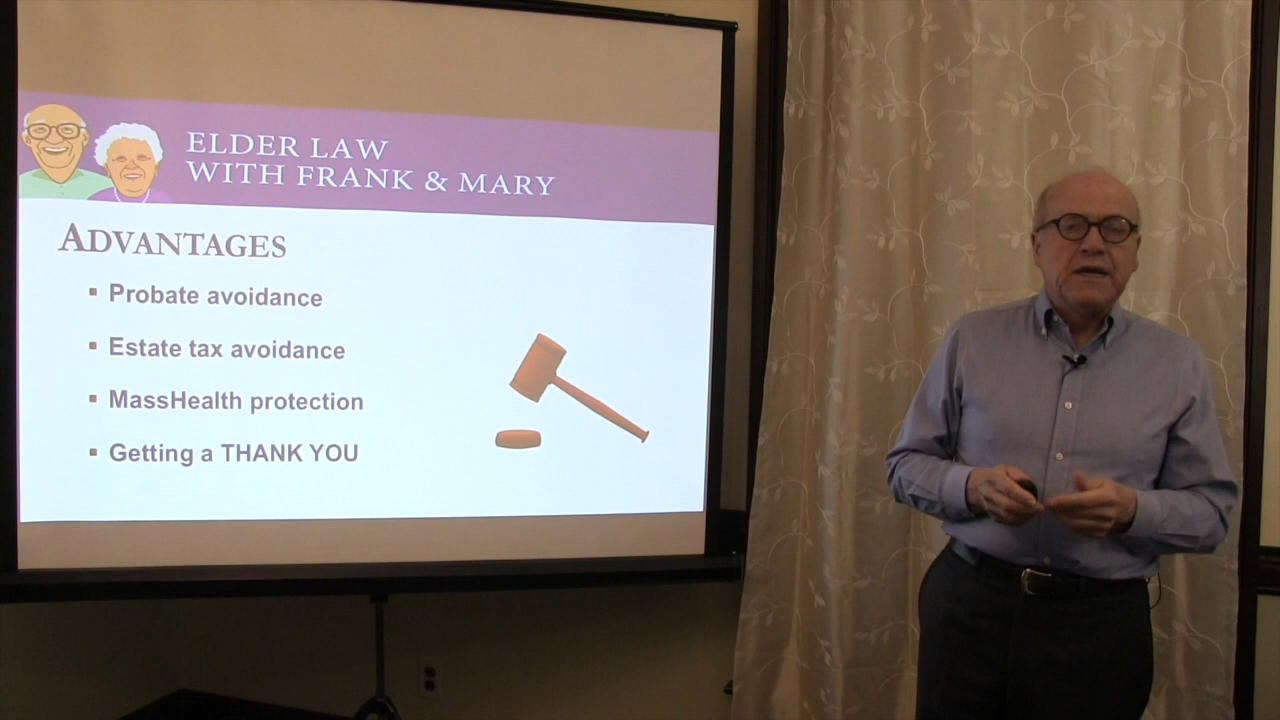 ELDER LAW
WITH FRANK & MARY
ADVANTAGES
Probate avoidance
Estate tax avoidance
MassHealth protection
Getting a THANK YOU